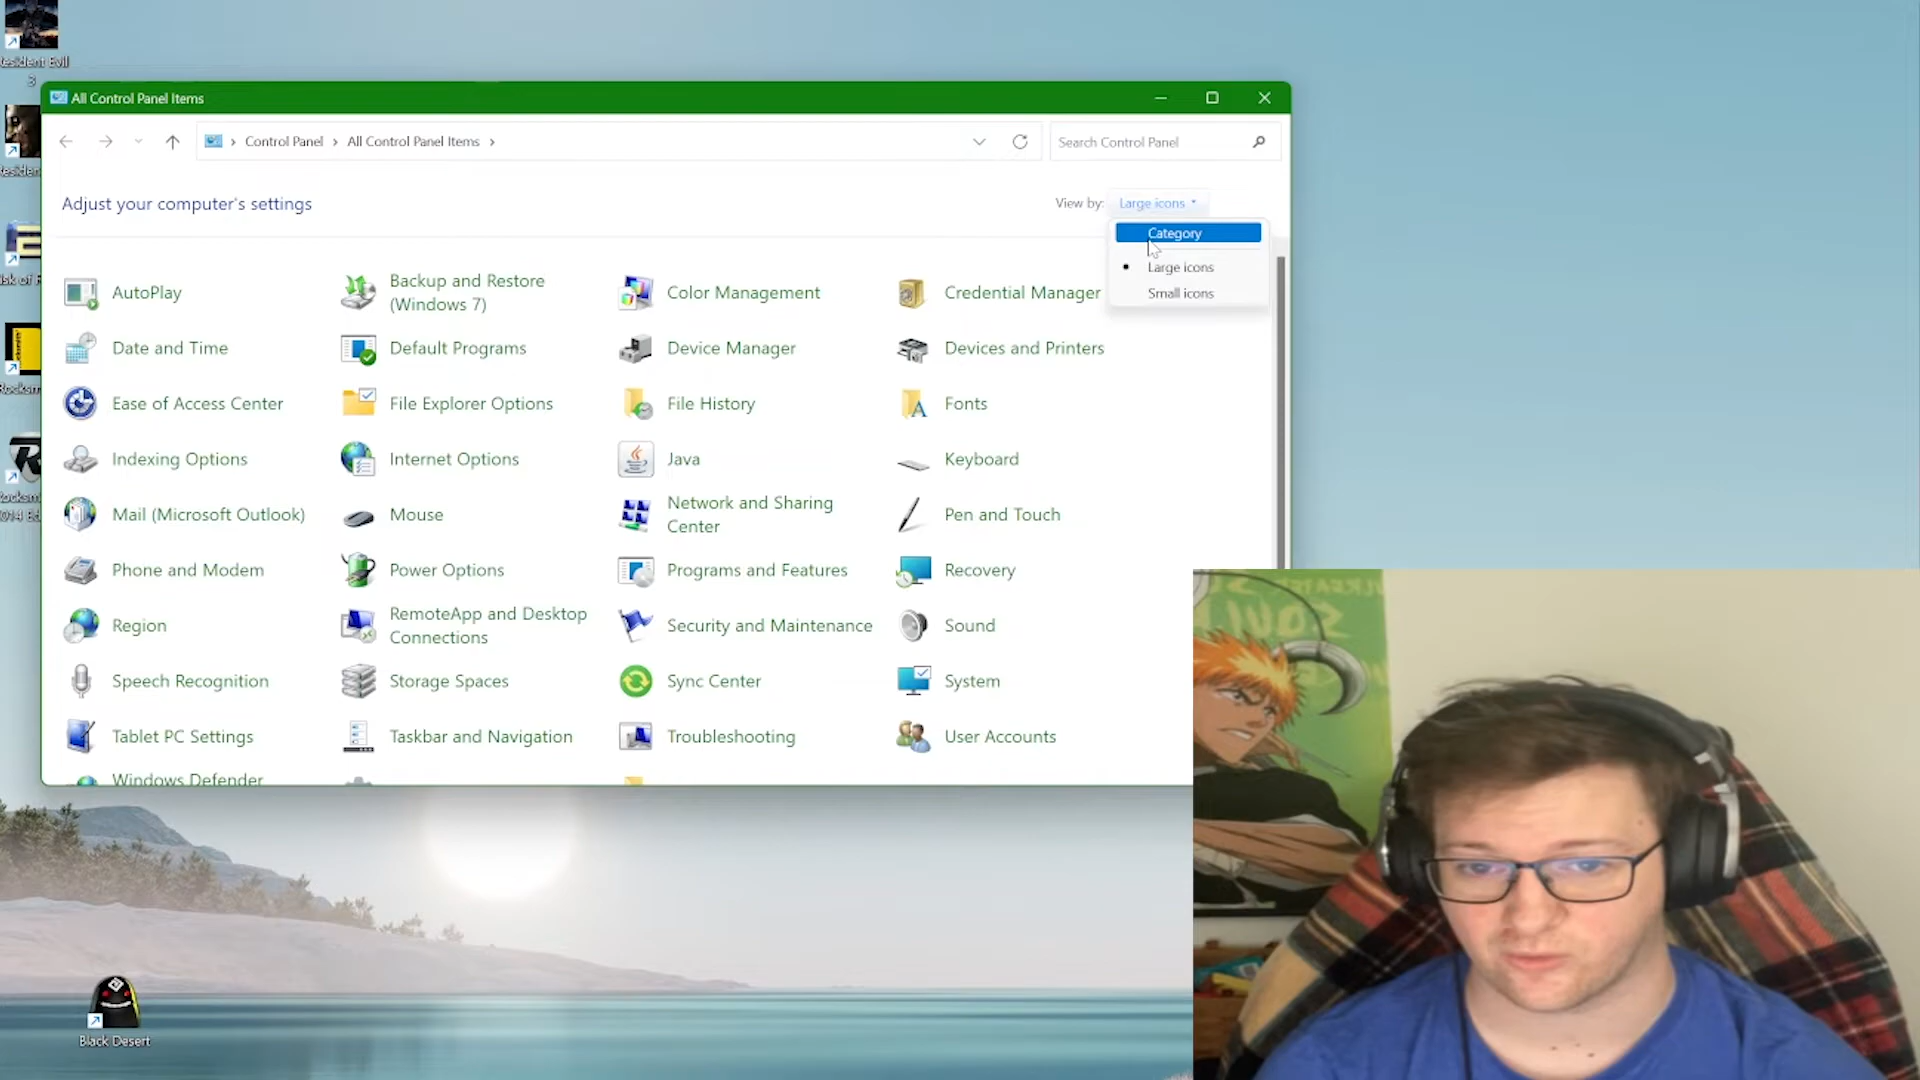 Resident Evil
3
All Control Panel Items
Control Panel
All Control Panel Items
Search Control Panel
Adjust your computer's settings
View by:
Large icons
Category
Large icons
Small icons
AutoPlay
Backup and Restore
(Windows 7)
Color Management
Credential Manager
Date and Time
Default Programs
Device Manager
Devices and Printers
Ease of Access Center
File Explorer Options
File History
Fonts
Indexing Options
Internet Options
Java
Keyboard
Mail (Microsoft Outlook)
Mouse
Network and Sharing
Center
Pen and Touch
Phone and Modem
Power Options
Programs and Features
Recovery
Region
RemoteApp and Desktop
Connections
Security and Maintenance
Sound
Speech Recognition
Storage Spaces
Sync Center
System
Tablet PC Settings
Taskbar and Navigation
Troubleshooting
User Accounts
Windows Defender
Black Desert